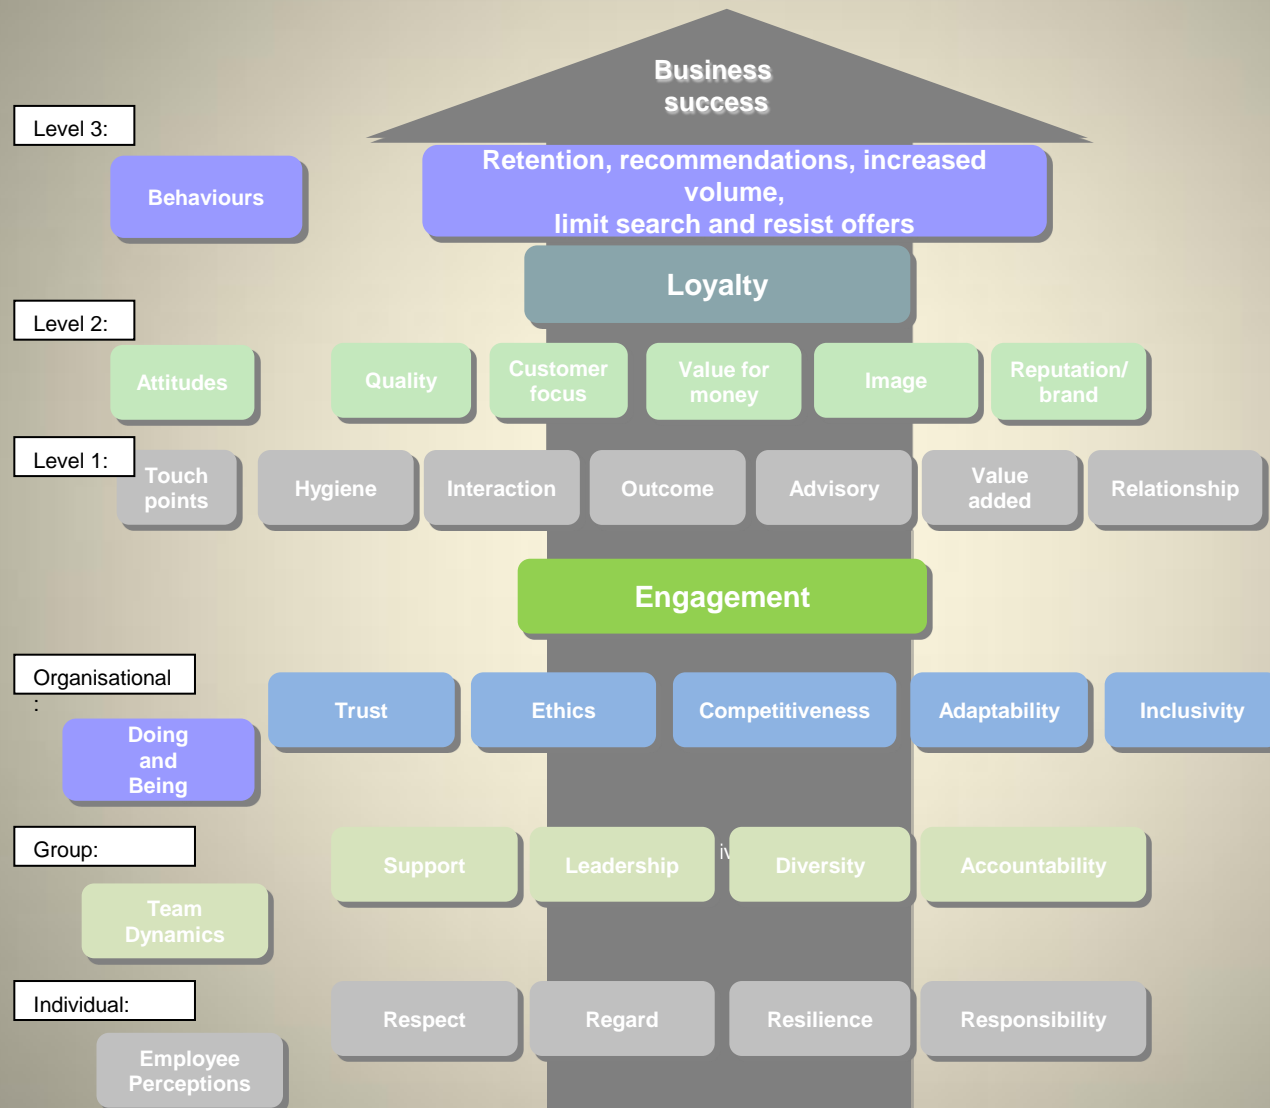 Business
success
Level 3:
Behaviours
Retention, recommendations, increased
volume,
limit search and resist offers
Loyalty
Level 2:
Attitudes
Quality
Customer
focus
Value for
money
Image
Reputation/
brand
Level 1:
Touch
points
Hygiene
Interaction
Outcome
Advisory
Value
added
Relationship
Engagement
Organisational
:
Doing
and
Being
Trust
Ethics
Competitiveness
Adaptability
Inclusivity
Group:
Team
Dynamics
Support
Leadership
Diversity
Accountability
Individual:
Employee
Perceptions
Respect
Regard
Resilience
Responsibility